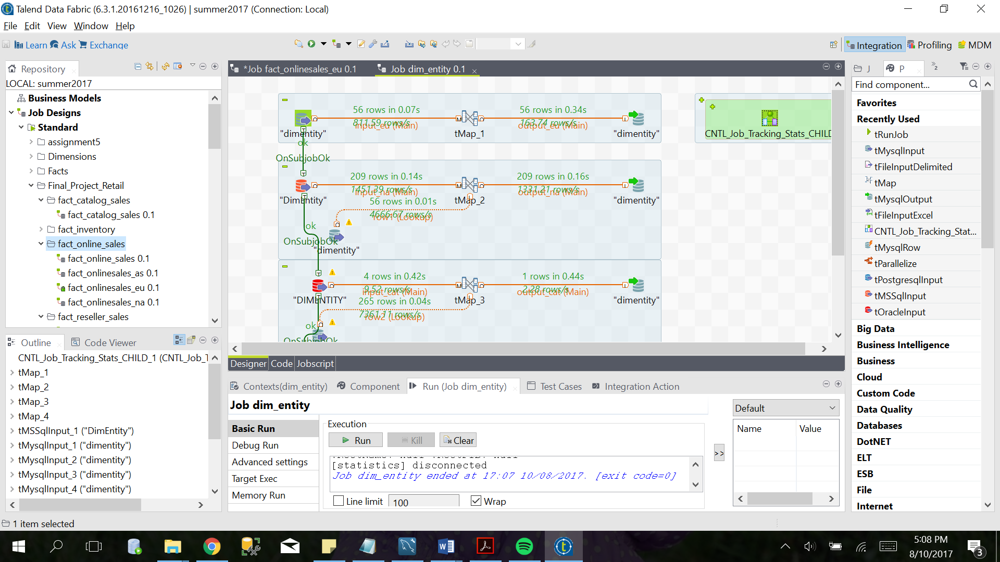 Talend Data Fabric (6.3.1.20161216_1026) | summer2017 (Connection: Local)
File Edit View Window Help
Learn Ask Exchange
Integration Profiling MDM
Repository
LOCAL: summer2017
Business Models
Job Designs
Standard
assignment5
Dimensions
Facts
Final_Project_Retail
fact_catalog_sales
fact_catalog_sales 0.1
fact_inventory
fact_online_sales
fact_online_sales 0.1
fact_onlinesales_as 0.1
fact_onlinesales_eu 0.1
fact_onlinesales_na 0.1
fact_reseller_sales
Outline
Code Viewer
CNTL_Job_Tracking_Stats_CHILD_1 (CNTL_Job_T
tMap_1
tMap_2
tMap_3
tMap_4
tMSSqlInput_1 ("DimEntity")
tMysqlInput_1 ("dimentity")
tMysqlInput_2 ("dimentity")
tMysqlInput_3 ("dimentity")
tMysqlInput_4 ("dimentity")
1 item selected
*Job fact_onlinesales_eu 0.1
Job dim_entity 0.1
56 rows in 0.07s
811.59 rows/s
input_eu (Main)
56 rows in 0.34s
163.74 rows/s
output_eu (Main)
"dimentity"
tMap_1
"dimentity"
ok
OnSubjobOk
209 rows in 0.14s
1451.39 rows/s
input_na (Main)
209 rows in 0.16s
1331.21 rows/s
output_na (Main)
"DimEntity"
tMap_2
"dimentity"
56 rows in 0.01s
4666.67 rows/s
row1 (Lookup)
ok
OnSubjobOk
"dimentity"
4 rows in 0.42s
9.52 rows/s
input_cat (Main)
1 rows in 0.44s
2.28 rows/s
output_cat (Main)
"DIMENTITY"
tMap_3
"dimentity"
265 rows in 0.04s
7361.11 rows/s
row2 (Lookup)
ok
OnSubjobOk
CNTL_Job_Tracking_Stats_CHILD
Designer Code Jobscript
Contexts(dim_entity) Component Run (Job dim_entity) Test Cases Integration Action
Job dim_entity
Basic Run
Debug Run
Advanced settings
Target Exec
Memory Run
Execution
Run Kill Clear
[statistics] disconnected
Job dim_entity ended at 17:07 10/08/2017. [exit code=0]
Line limit 100 Wrap
>>
Default
Name Value
J
P
2
Find component...
Favorites
Recently Used
tRunJob
tMysqlInput
tFileInputDelimited
tMap
tMysqlOutput
tFileInputExcel
CNTL_Job_Tracking_Stat...
tMysqlRow
tParallelize
tPostgresqlInput
tMSSqlInput
tOracleInput
Big Data
Business Intelligence
Business
Cloud
Custom Code
Data Quality
Databases
DotNET
ELT
ESB
File
Internet
5:08 PM
8/10/2017
3